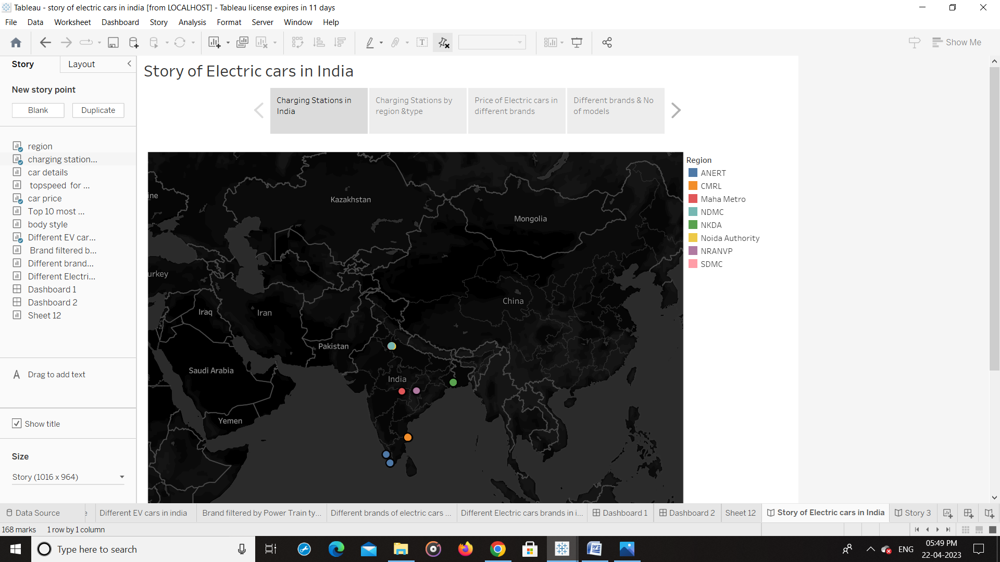 Tableau - story of electric cars in india [from LOCALHOST] - Tableau license expires in 11 days
File Data Worksheet Dashboard Story Analysis Format Server Window Help
Show Me
Story Layout
New story point
Blank Duplicate
region
charging station...
car details
topspeed for ...
car price
Top 10 most ...
body style
Different EV car...
Brand filtered b...
Different brand...
Different Electri...
Dashboard 1
Dashboard 2
Sheet 12
A Drag to add text
Show title
Size
Story (1016 x 964)
Story of Electric cars in India
Charging Stations in
India
Charging Stations by
region &type
Price of Electric cars in
different brands
Different brands & No
of models
ine
Kazakhstan
Mongolia
urkey
China
Iraq
Iran
Pakistan
Saudi Arabia
India
Yemen
Region
ANERT
CMRL
Maha Metro
NDMC
NKDA
Noida Authority
NRANVP
SDMC
Data Source e Different EV cars in india Brand filtered by Power Train ty... Different brands of electric cars ... Different Electric cars brands in i... Dashboard 1 Dashboard 2 Sheet 12 Story of Electric cars in India Story 3
168 marks 1 row by 1 column
Type here to search
ENG
05:49 PM
22-04-2023